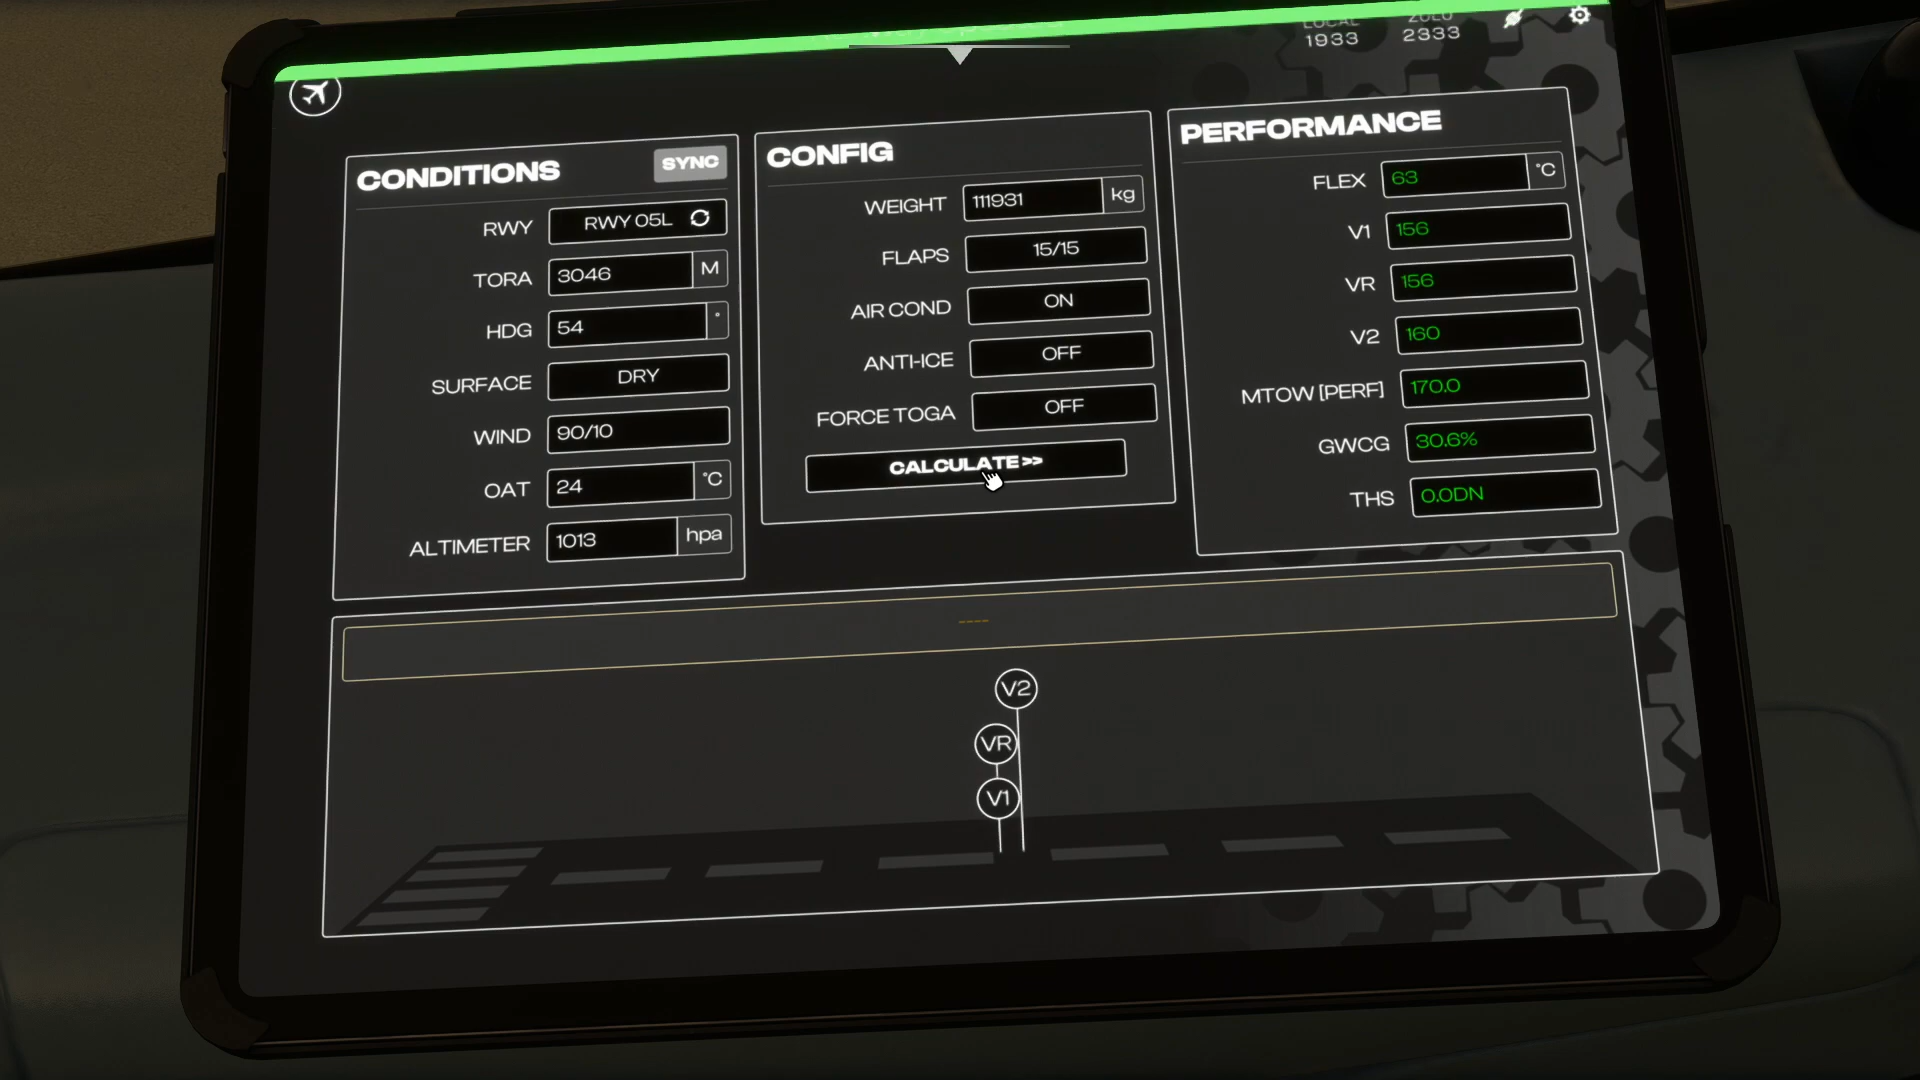 LOCAL
1933
ZULU
2333
CONDITIONS
SYNC
RWY
RWY 05L
TORA
3046
M
HDG
54
°
SURFACE
DRY
WIND
90/10
OAT
24
°C
ALTIMETER
1013
hpa
CONFIG
WEIGHT
111931
kg
FLAPS
15/15
AIR COND
ON
ANTI-ICE
OFF
FORCE TOGA
OFF
CALCULATE >>
PERFORMANCE
FLEX
63
°C
V1
156
VR
156
V2
160
MTOW [PERF]
170.0
GWCG
30.6%
THS
0.0DN
----
V2
VR
V1